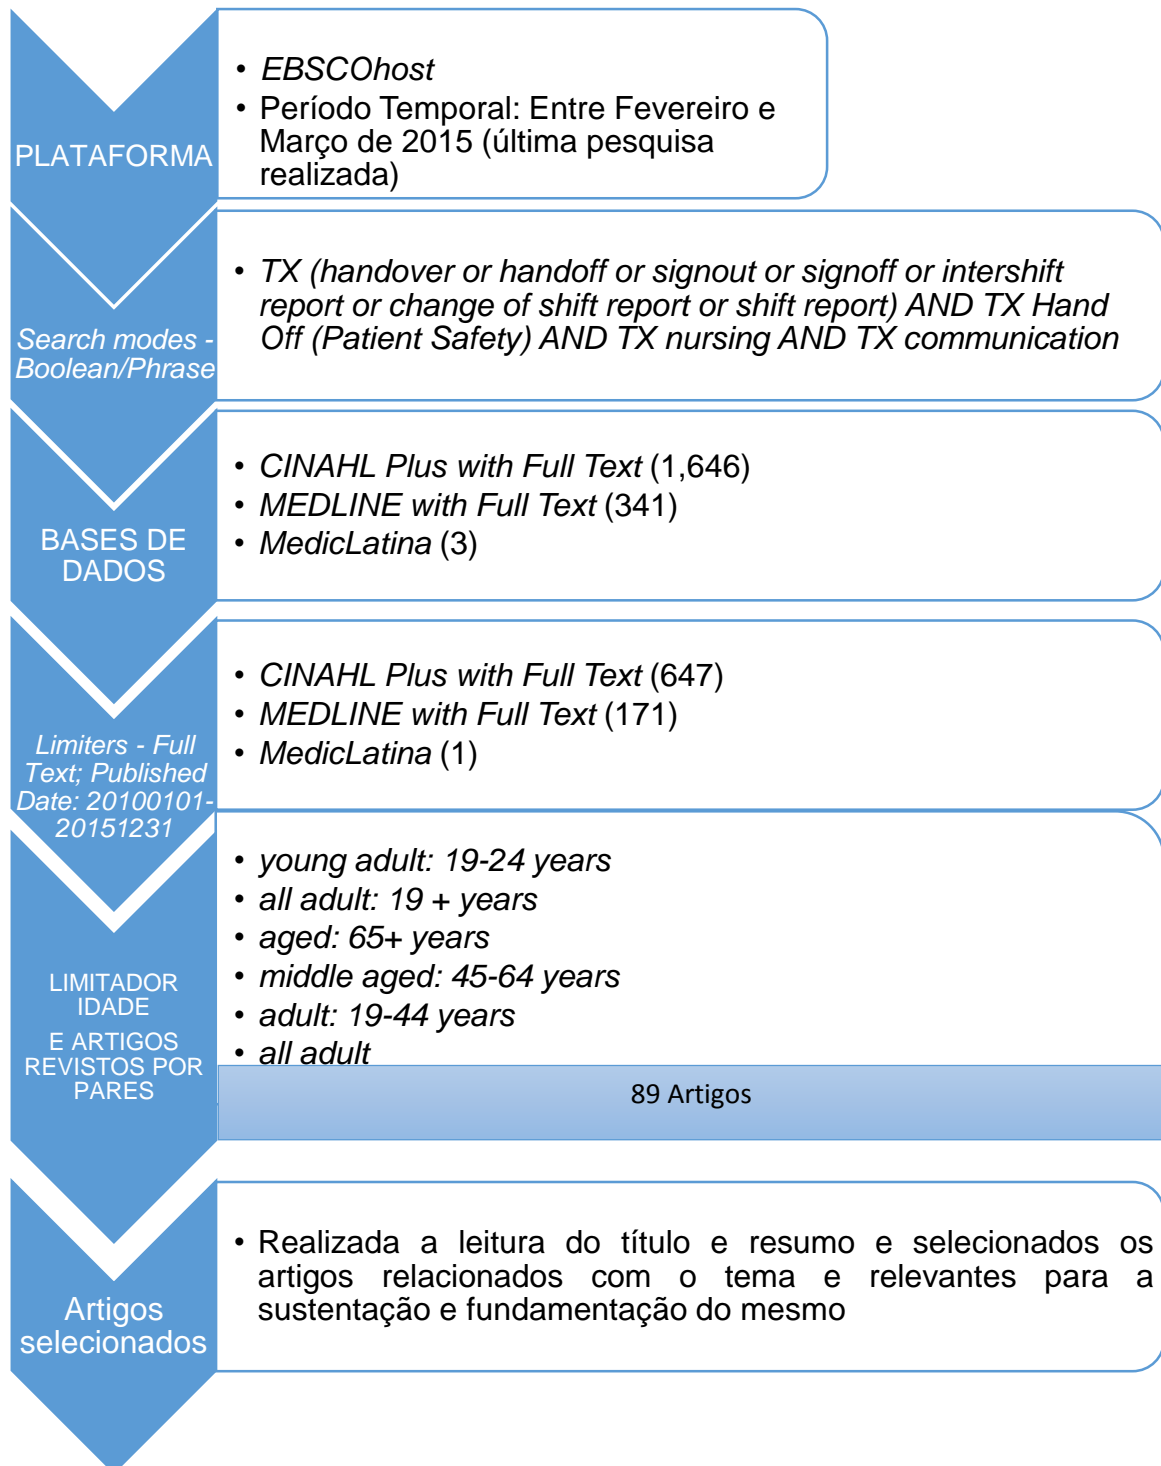 PLATAFORMA
• EBSCOhost
• Período Temporal: Entre Fevereiro e
Março de 2015 (última pesquisa
realizada)
Search modes -
Boolean/Phrase
• TX (handover or handoff or signout or signoff or intershift
report or change of shift report or shift report) AND TX Hand
Off (Patient Safety) AND TX nursing AND TX communication
BASES DE
DADOS
• CINAHL Plus with Full Text (1,646)
• MEDLINE with Full Text (341)
• MedicLatina (3)
Limiters - Full
Text; Published
Date: 20100101-
20151231
• CINAHL Plus with Full Text (647)
• MEDLINE with Full Text (171)
• MedicLatina (1)
LIMITADOR
IDADE
E ARTIGOS
REVISTOS POR
PARES
• young adult: 19-24 years
• all adult: 19 + years
• aged: 65+ years
• middle aged: 45-64 years
• adult: 19-44 years
• all adult
89 Artigos
Artigos
selecionados
• Realizada a leitura do título e resumo e selecionados os
artigos relacionados com o tema e relevantes para a
sustentação e fundamentação do mesmo